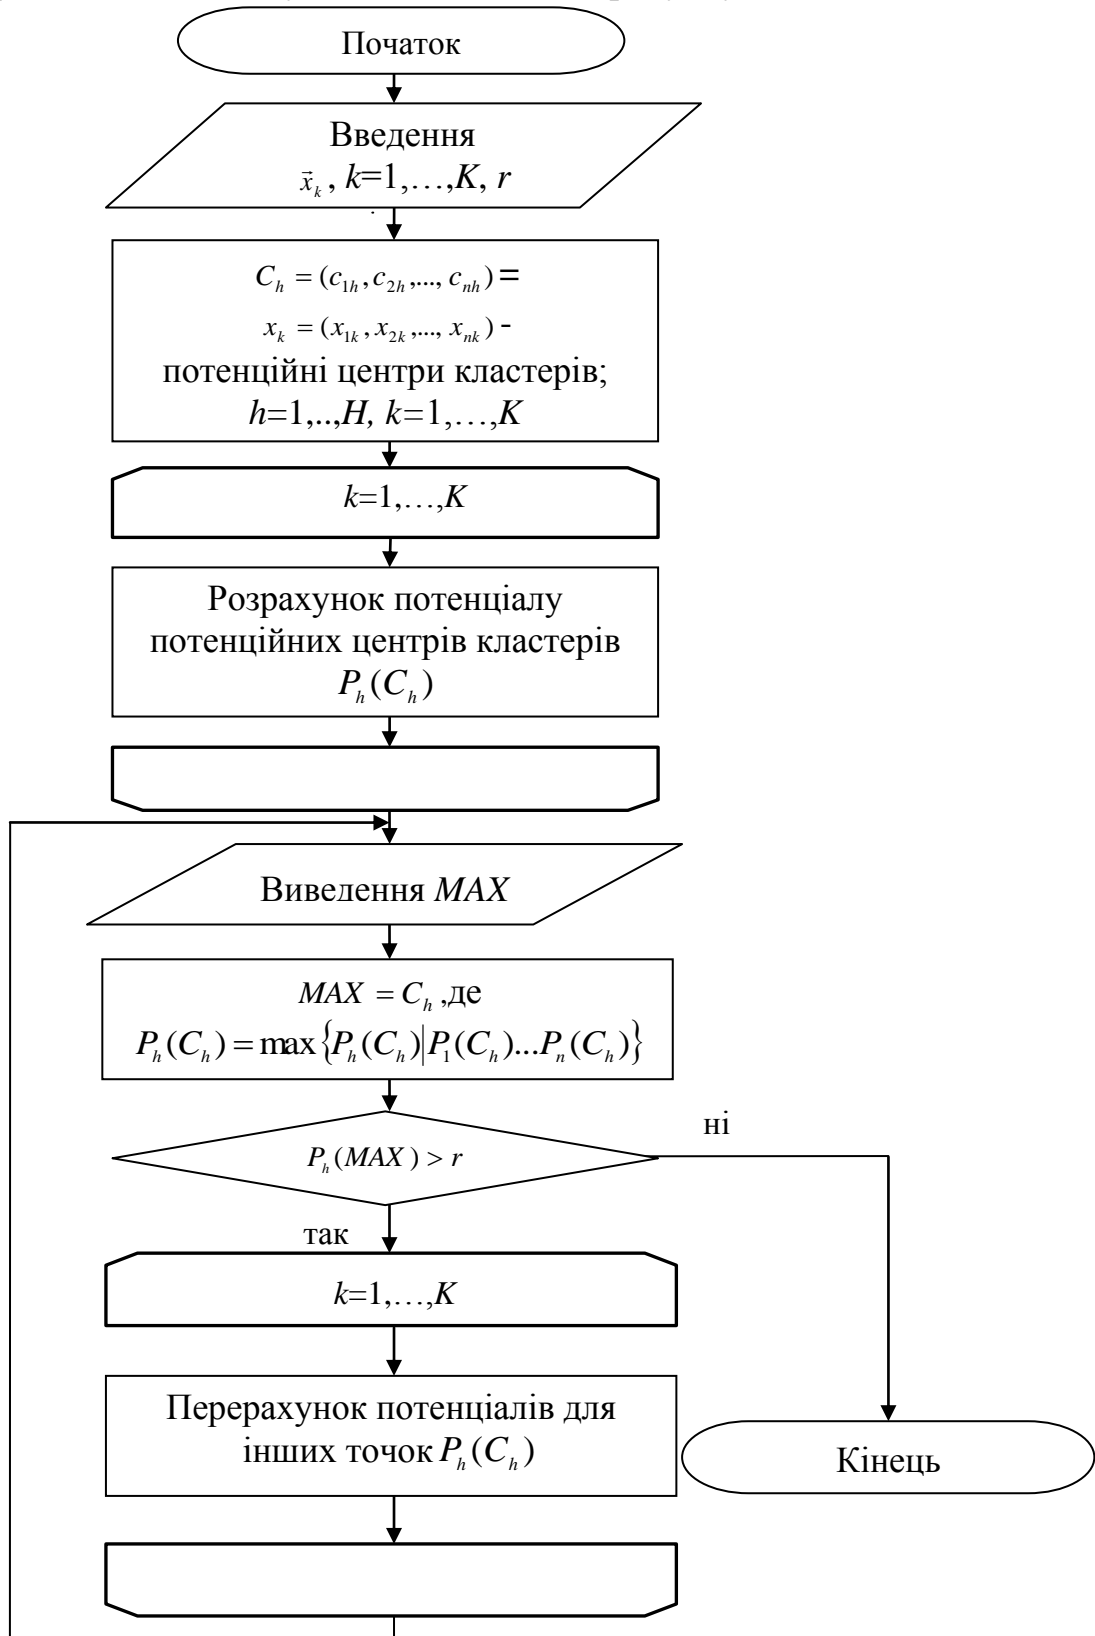 Початок
Введення
x⃗ₖ, k=1,…,K, r
Cₕ = (c₁ₕ, c₂ₕ,..., cₙₕ) =
xₖ = (x₁ₖ, x₂ₖ,..., xₙₖ) -
потенційні центри кластерів;
h=1,..,H, k=1,…,K
k=1,…,K
Розрахунок потенціалу
потенційних центрів кластерів
Pₕ(Cₕ)
Виведення MAX
MAX = Cₕ ,де
Pₕ(Cₕ) = max{Pₕ(Cₕ)|P₁(Cₕ)...Pₙ(Cₕ)}
ні
Pₕ(MAX) > r
так
k=1,…,K
Перерахунок потенціалів для
інших точок Pₕ(Cₕ)
Кінець